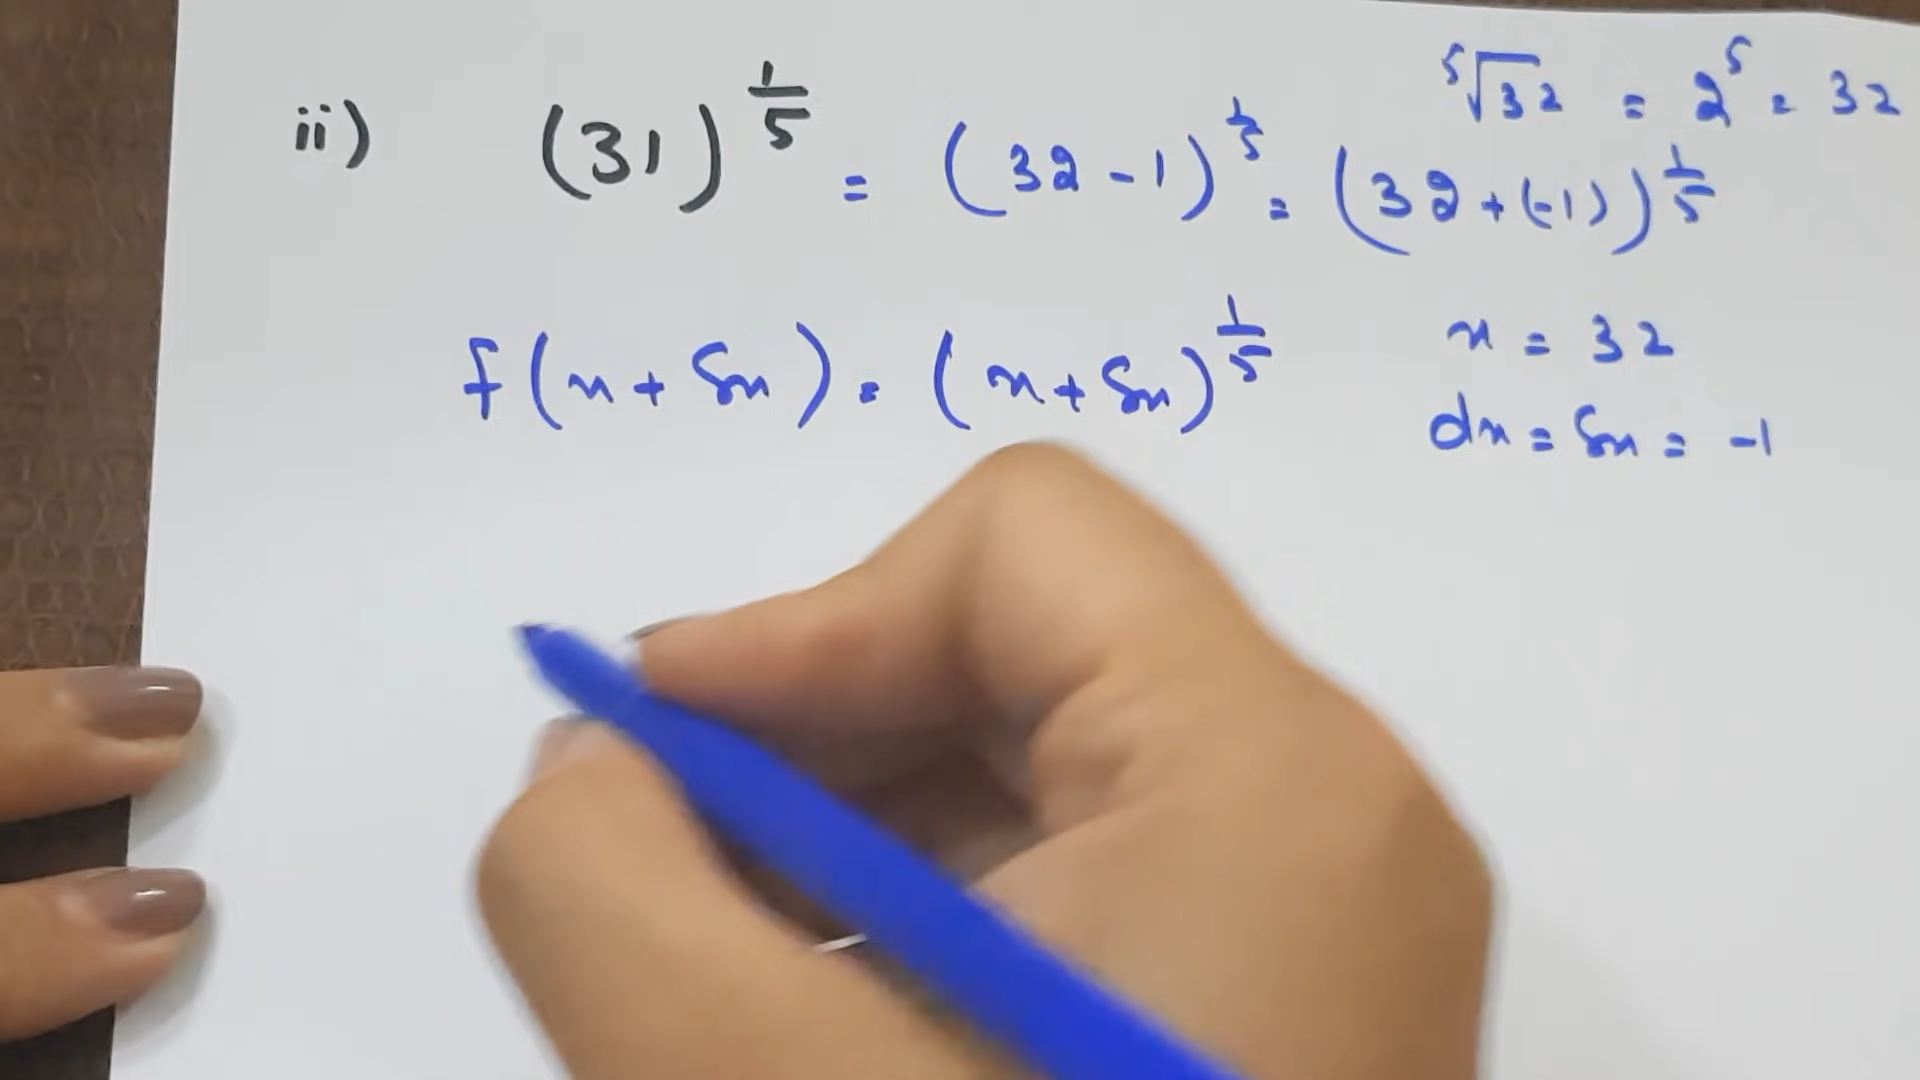 ⁵√32 = 2⁵ = 32
ii) (31)^(1/5) = (32 - 1)^(1/5) = (32 + (-1))^(1/5)
f(x + δx) = (x + δx)^(1/5)
x = 32
dx = δx = -1